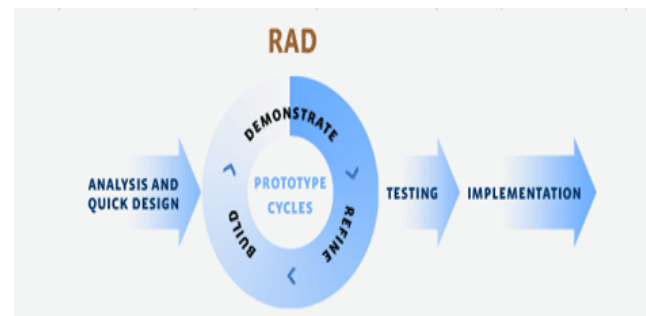 RAD
ANALYSIS AND
QUICK DESIGN
DEMONSTRATE
PROTOTYPE
CYCLES
BUILD
REFINE
TESTING
IMPLEMENTATION